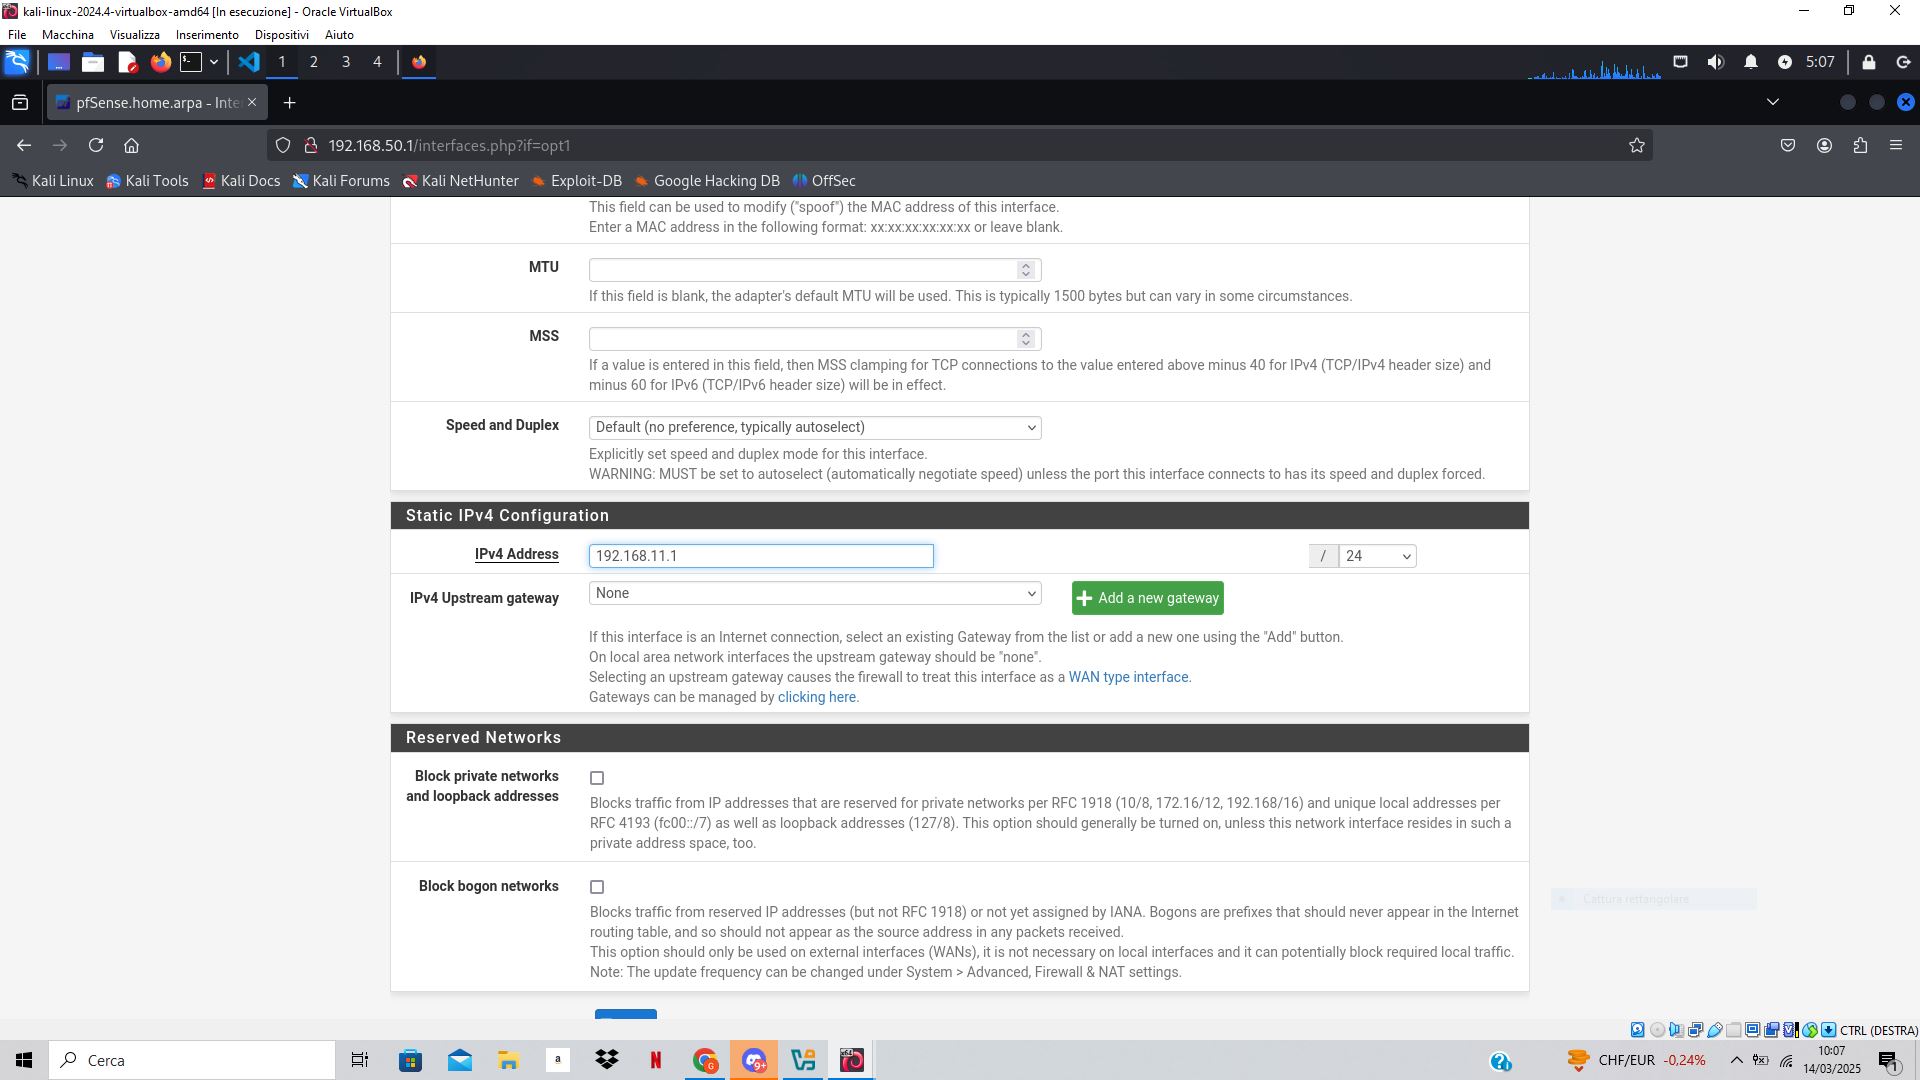 kali-linux-2024.4-virtualbox-amd64 [In esecuzione] - Oracle VirtualBox
File Macchina Visualizza Inserimento Dispositivi Aiuto
1 2 3 4 5:07
pfSense.home.arpa - Inte
192.168.50.1/interfaces.php?if=opt1
Kali Linux Kali Tools Kali Docs Kali Forums Kali NetHunter Exploit-DB Google Hacking DB OffSec
This field can be used to modify ("spoof") the MAC address of this interface.
Enter a MAC address in the following format: xx:xx:xx:xx:xx:xx or leave blank.
MTU
If this field is blank, the adapter's default MTU will be used. This is typically 1500 bytes but can vary in some circumstances.
MSS
If a value is entered in this field, then MSS clamping for TCP connections to the value entered above minus 40 for IPv4 (TCP/IPv4 header size) and
minus 60 for IPv6 (TCP/IPv6 header size) will be in effect.
Speed and Duplex Default (no preference, typically autoselect)
Explicitly set speed and duplex mode for this interface.
WARNING: MUST be set to autoselect (automatically negotiate speed) unless the port this interface connects to has its speed and duplex forced.
Static IPv4 Configuration
IPv4 Address 192.168.11.1 / 24
IPv4 Upstream gateway None Add a new gateway
If this interface is an Internet connection, select an existing Gateway from the list or add a new one using the "Add" button.
On local area network interfaces the upstream gateway should be "none".
Selecting an upstream gateway causes the firewall to treat this interface as a WAN type interface.
Gateways can be managed by clicking here.
Reserved Networks
Block private networks
and loopback addresses
Blocks traffic from IP addresses that are reserved for private networks per RFC 1918 (10/8, 172.16/12, 192.168/16) and unique local addresses per
RFC 4193 (fc00::/7) as well as loopback addresses (127/8). This option should generally be turned on, unless this network interface resides in such a
private address space, too.
Block bogon networks
Blocks traffic from reserved IP addresses (but not RFC 1918) or not yet assigned by IANA. Bogons are prefixes that should never appear in the Internet
routing table, and so should not appear as the source address in any packets received.
This option should only be used on external interfaces (WANs), it is not necessary on local interfaces and it can potentially block required local traffic.
Note: The update frequency can be changed under System > Advanced, Firewall & NAT settings.
Cattura rettangolare
CTRL (DESTRA)
Cerca
CHF/EUR -0,24%
10:07
14/03/2025